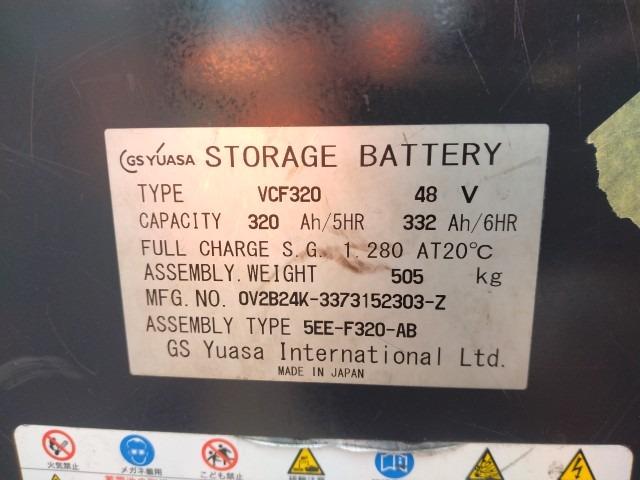 GS YUASA STORAGE BATTERY
TYPE VCF320 48 V
CAPACITY 320 Ah/5HR 332 Ah/6HR
FULL CHARGE S.G. 1.280 AT20℃
ASSEMBLY.WEIGHT 505 kg
MFG.NO. 0V2B24K-3373152303-Z
ASSEMBLY TYPE 5EE-F320-AB
GS Yuasa International Ltd.
MADE IN JAPAN
火気禁止 メガネ着用 こども禁止